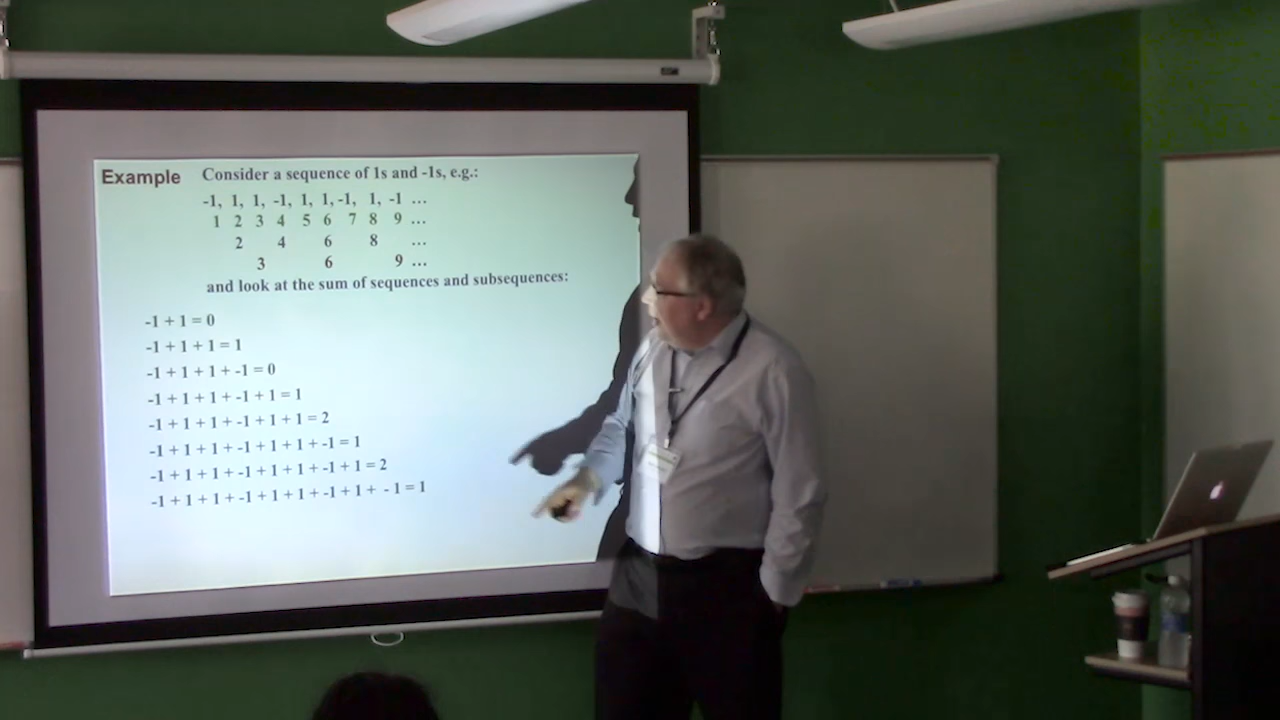 Example Consider a sequence of 1s and -1s, e.g.:
-1, 1, 1, -1, 1, 1,-1, 1, -1 ...
1 2 3 4 5 6 7 8 9 ...
2 4 6 8 ...
3 6 9 ...
and look at the sum of sequences and subsequences:
-1 + 1 = 0
-1 + 1 + 1 = 1
-1 + 1 + 1 + -1 = 0
-1 + 1 + 1 + -1 + 1 = 1
-1 + 1 + 1 + -1 + 1 + 1 = 2
-1 + 1 + 1 + -1 + 1 + 1 + -1 = 1
-1 + 1 + 1 + -1 + 1 + 1 + -1 + 1 = 2
-1 + 1 + 1 + -1 + 1 + 1 + -1 + 1 + - 1 = 1